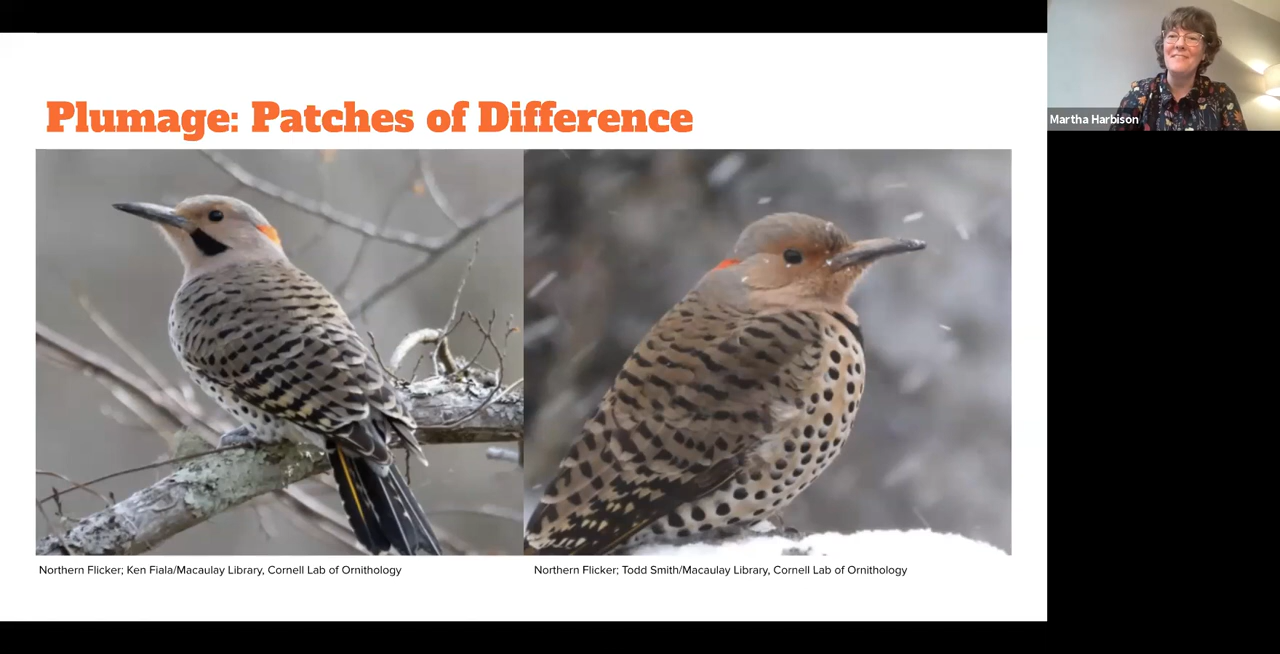 Plumage: Patches of Difference
Martha Harbison
Northern Flicker; Ken Fiala/Macaulay Library, Cornell Lab of Ornithology
Northern Flicker; Todd Smith/Macaulay Library, Cornell Lab of Ornithology